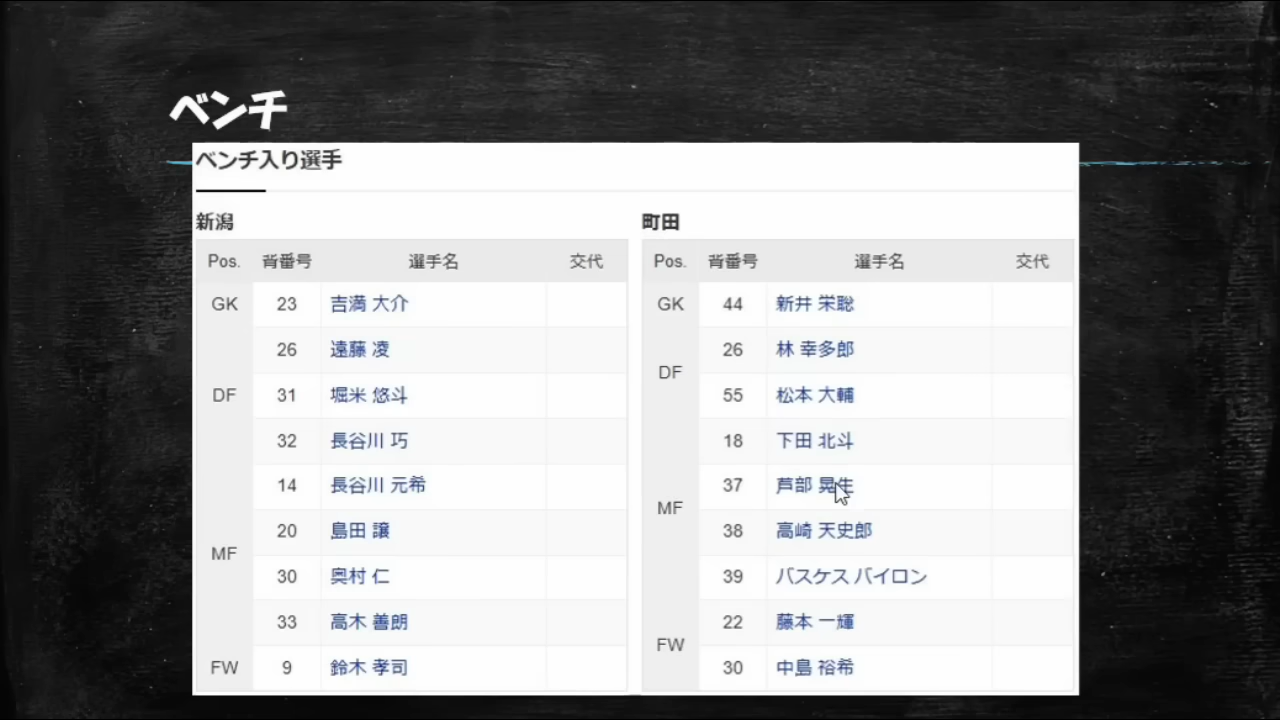 ベンチ
ベンチ入り選手
新潟
Pos. 背番号 選手名 交代
GK 23 吉満 大介
26 遠藤 凌
DF 31 堀米 悠斗
32 長谷川 巧
14 長谷川 元希
20 島田 譲
MF
30 奥村 仁
33 高木 善朗
FW 9 鈴木 孝司
町田
Pos. 背番号 選手名 交代
GK 44 新井 栄聡
26 林 幸多郎
DF
55 松本 大輔
18 下田 北斗
37 芦部 晃生
MF
38 高崎 天史郎
39 バスケス バイロン
22 藤本 一輝
FW
30 中島 裕希